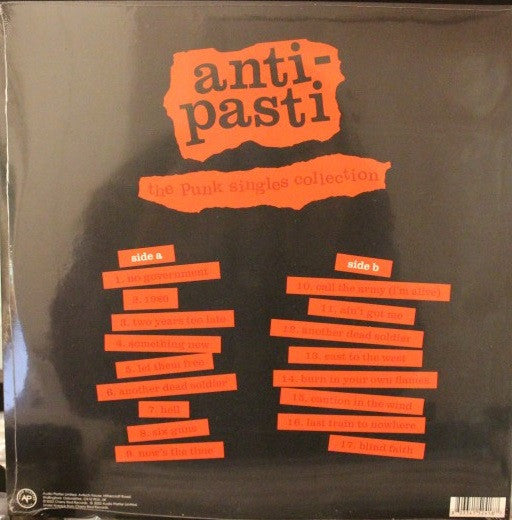 anti-
pasti
the Punk singles collection
side a
1. no government
2. 1980
3. two years too late
4. something new
5. let them free
6. another dead soldier
7. hell
8. six guns
9. now's the time
side b
10. call the army (i'm alive)
11. ain't got me
12. another dead soldier
13. east to the west
14. burn in your own flames
15. caution in the wind
16. last train to nowhere
17. blind faith
AP